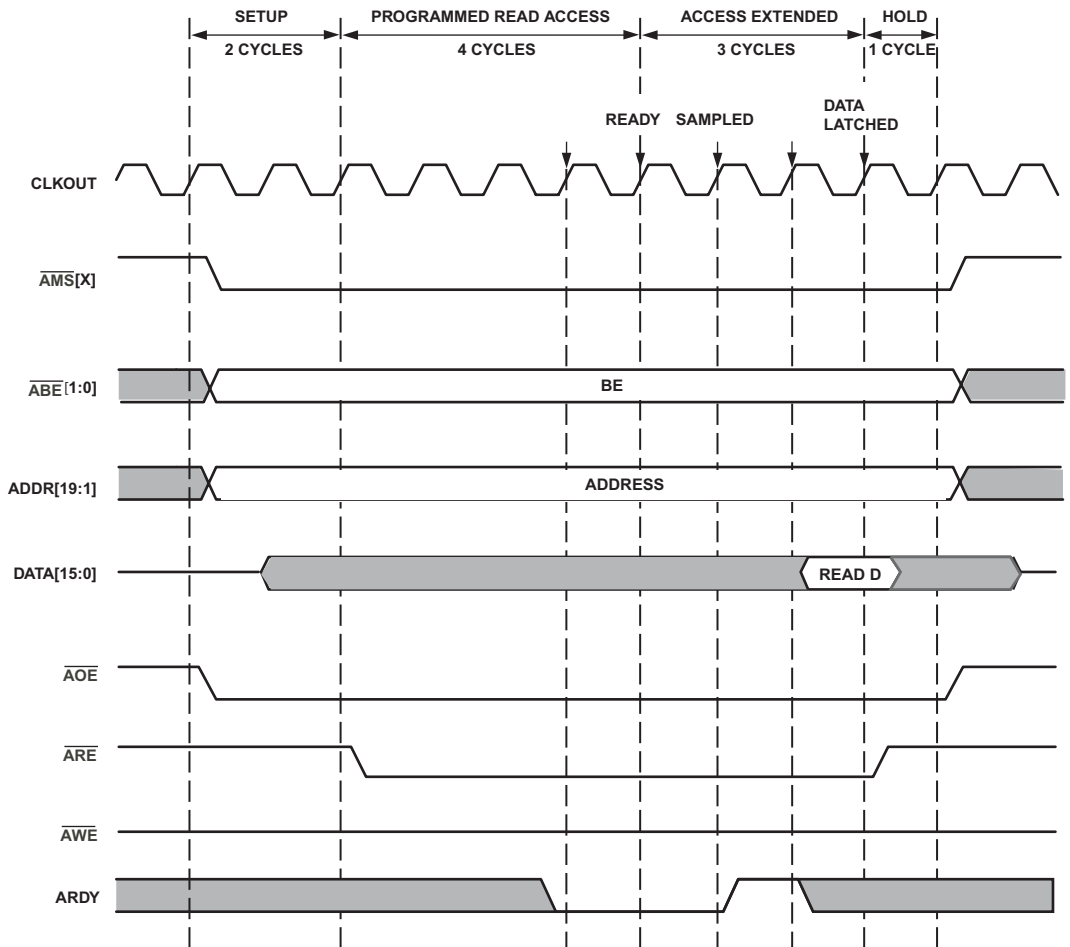 SETUP PROGRAMMED READ ACCESS ACCESS EXTENDED HOLD
2 CYCLES 4 CYCLES 3 CYCLES 1 CYCLE
READY SAMPLED DATA
LATCHED
CLKOUT
AMS[X]
ABE[1:0] BE
ADDR[19:1] ADDRESS
DATA[15:0] READ D
AOE
ARE
AWE
ARDY